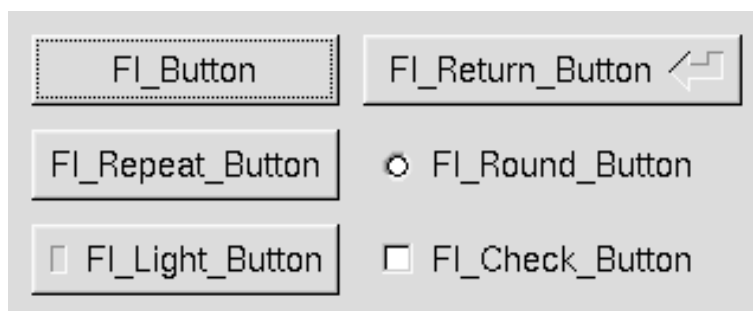 Fl_Button
Fl_Return_Button
Fl_Repeat_Button
Fl_Round_Button
Fl_Light_Button
Fl_Check_Button